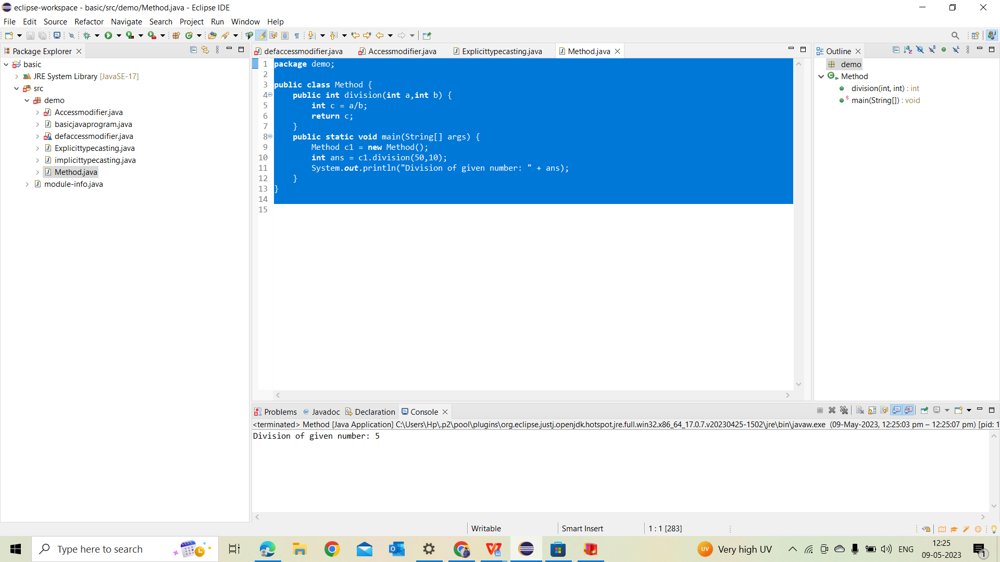 eclipse-workspace - basic/src/demo/Method.java - Eclipse IDE
File Edit Source Refactor Navigate Search Project Run Window Help
Package Explorer
basic
JRE System Library [JavaSE-17]
src
demo
Accessmodifier.java
basicjavaprogram.java
defaccessmodifier.java
Explicittypecasting.java
implicittypecasting.java
Method.java
module-info.java
defaccessmodifier.java Accessmodifier.java Explicittypecasting.java Method.java
1 package demo;
2
3 public class Method {
4 public int division(int a,int b) {
5 int c = a/b;
6 return c;
7 }
8 public static void main(String[] args) {
9 Method c1 = new Method();
10 int ans = c1.division(50,10);
11 System.out.println("Division of given number: " + ans);
12 }
13 }
14
15
Outline
demo
Method
division(int, int) : int
main(String[]) : void
Problems @ Javadoc Declaration Console
<terminated> Method [Java Application] C:\Users\Hp\.p2\pool\plugins\org.eclipse.justj.openjdk.hotspot.jre.full.win32.x86_64_17.0.7.v20230425-1502\jre\bin\javaw.exe (09-May-2023, 12:25:03 pm – 12:25:07 pm) [pid: 1
Division of given number: 5
Writable Smart Insert 1 : 1 [283]
Type here to search
UV Very high UV ENG
12:25
09-05-2023
1